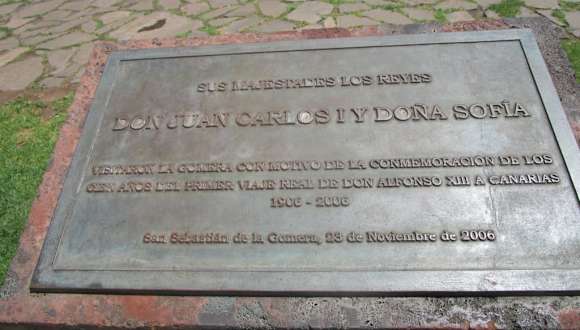 SUS MAJESTADES LOS REYES
DON JUAN CARLOS I Y DOÑA SOFÍA
VISITARON LA GOMERA CON MOTIVO DE LA CONMEMORACIÓN DE LOS
CIEN AÑOS DEL PRIMER VIAJE REAL DE DON ALFONSO XIII A CANARIAS
1906 - 2006
San Sebastián de la Gomera, 23 de Noviembre de 2006